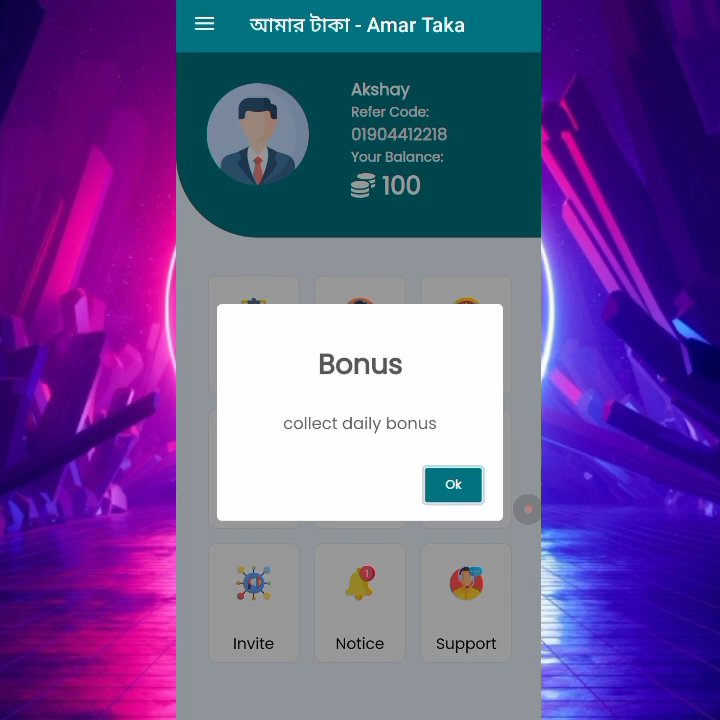 আমার টাকা - Amar Taka
Akshay
Refer Code:
01904412218
Your Balance:
100
Bonus
collect daily bonus
Ok
1
Invite
Notice
Support